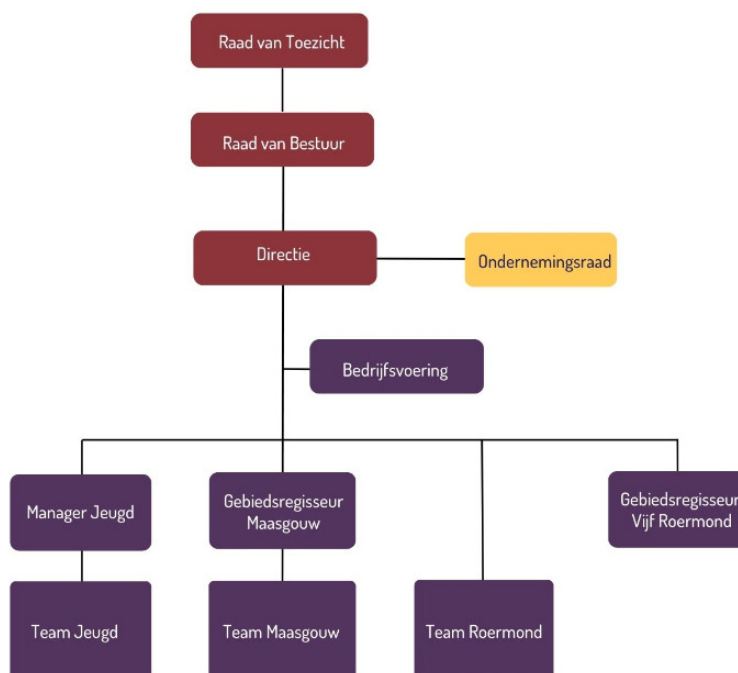 Raad van Toezicht
Raad van Bestuur
Directie
Ondernemingsraad
Bedrijfsvoering
Manager Jeugd
Gebiedsregisseur
Maasgouw
Gebiedsregisseur
Vijf Roermond
Team Jeugd
Team Maasgouw
Team Roermond